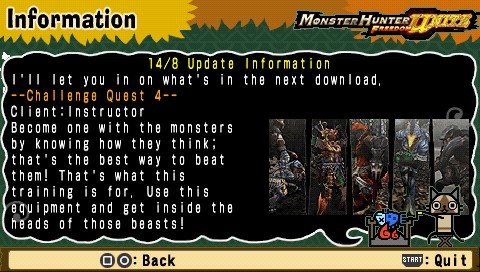 Information
MONSTER HUNTER
FREEDOM UNITE
14/8 Update Information
I'll let you in on what's in the next download.
--Challenge Quest 4--
Client:Instructor
Become one with the monsters
by knowing how they think;
that's the best way to beat
them! That's what this
training is for. Use this
equipment and get inside the
heads of those beasts!
: Back
START: Quit